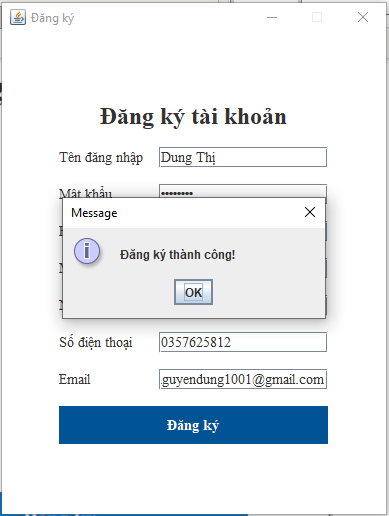 Đăng ký
Đăng ký tài khoản
Tên đăng nhập Dung Thị
Mật khẩu ••••••••
Message
Đăng ký thành công!
OK
Số điện thoại 0357625812
Email guyendung1001@gmail.com
Đăng ký